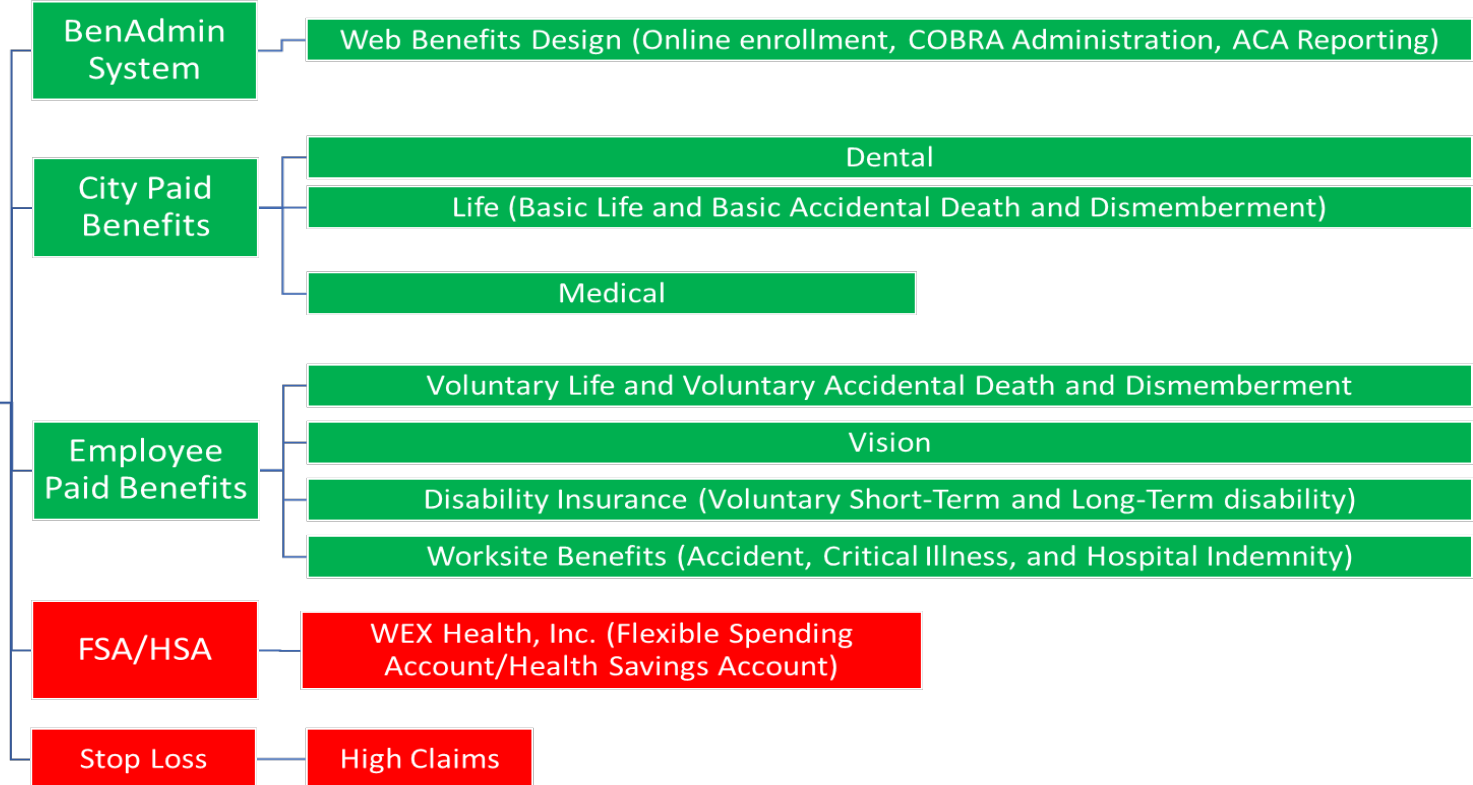 BenAdmin
System
Web Benefits Design (Online enrollment, COBRA Administration, ACA Reporting)
City Paid
Benefits
Dental
Life (Basic Life and Basic Accidental Death and Dismemberment)
Medical
Employee
Paid Benefits
Voluntary Life and Voluntary Accidental Death and Dismemberment
Vision
Disability Insurance (Voluntary Short-Term and Long-Term disability)
Worksite Benefits (Accident, Critical Illness, and Hospital Indemnity)
FSA/HSA
WEX Health, Inc. (Flexible Spending
Account/Health Savings Account)
Stop Loss
High Claims